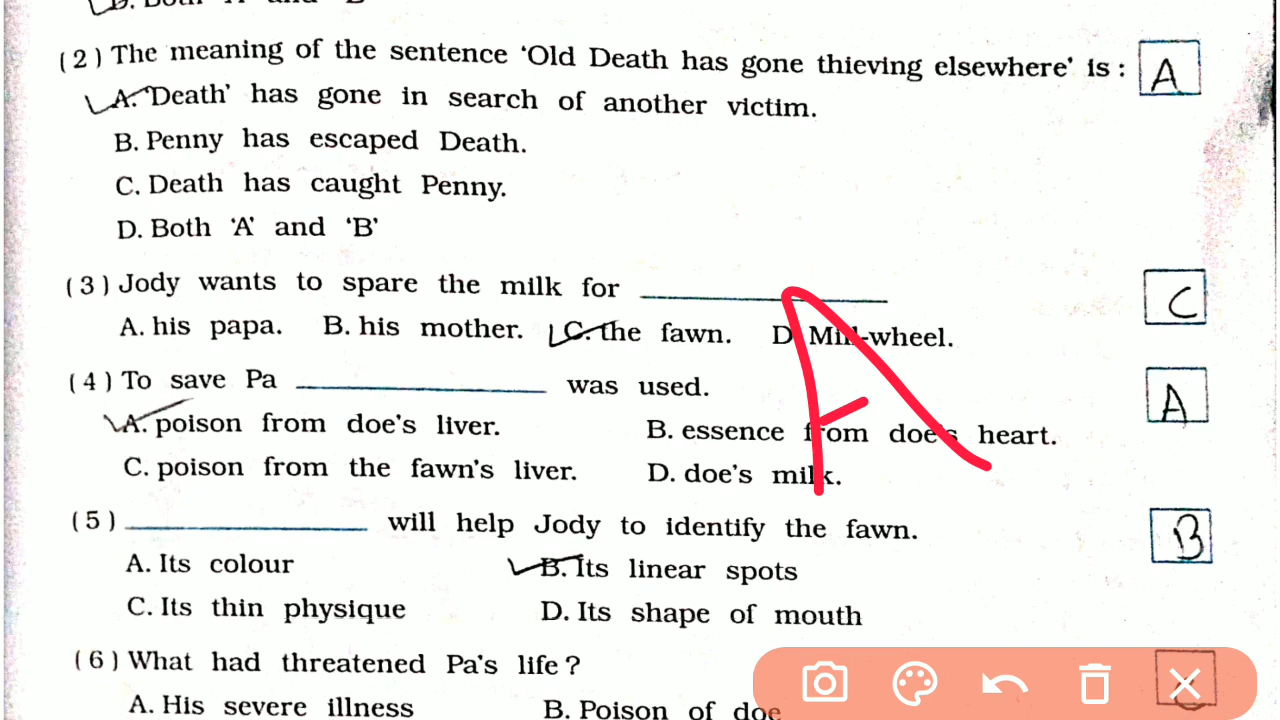 (2) The meaning of the sentence 'Old Death has gone thieving elsewhere' is : A
A. 'Death' has gone in search of another victim.
B. Penny has escaped Death.
C. Death has caught Penny.
D. Both 'A' and 'B'
(3) Jody wants to spare the milk for ____________ C
A. his papa. B. his mother. C. the fawn. D. Mill-wheel.
A
(4) To save Pa ____________ was used. A
A. poison from doe's liver. B. essence from doe's heart.
C. poison from the fawn's liver. D. doe's milk.
(5) ____________ will help Jody to identify the fawn. B
A. Its colour B. Its linear spots
C. Its thin physique D. Its shape of mouth
(6) What had threatened Pa's life ?
A. His severe illness B. Poison of doe